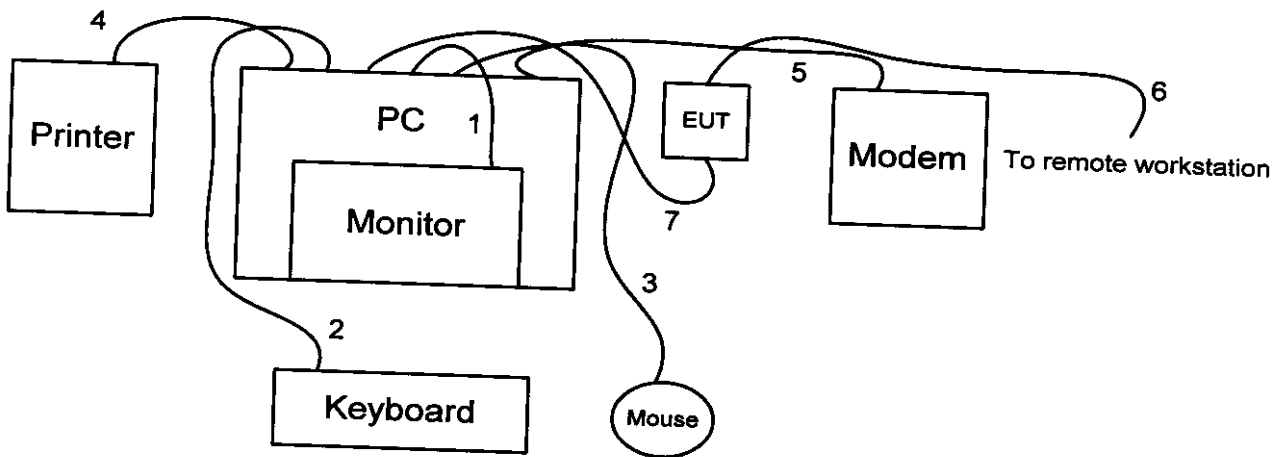 4
PC
1
EUT
5
6
Printer
Modem
To remote workstation
Monitor
7
3
2
Keyboard
Mouse